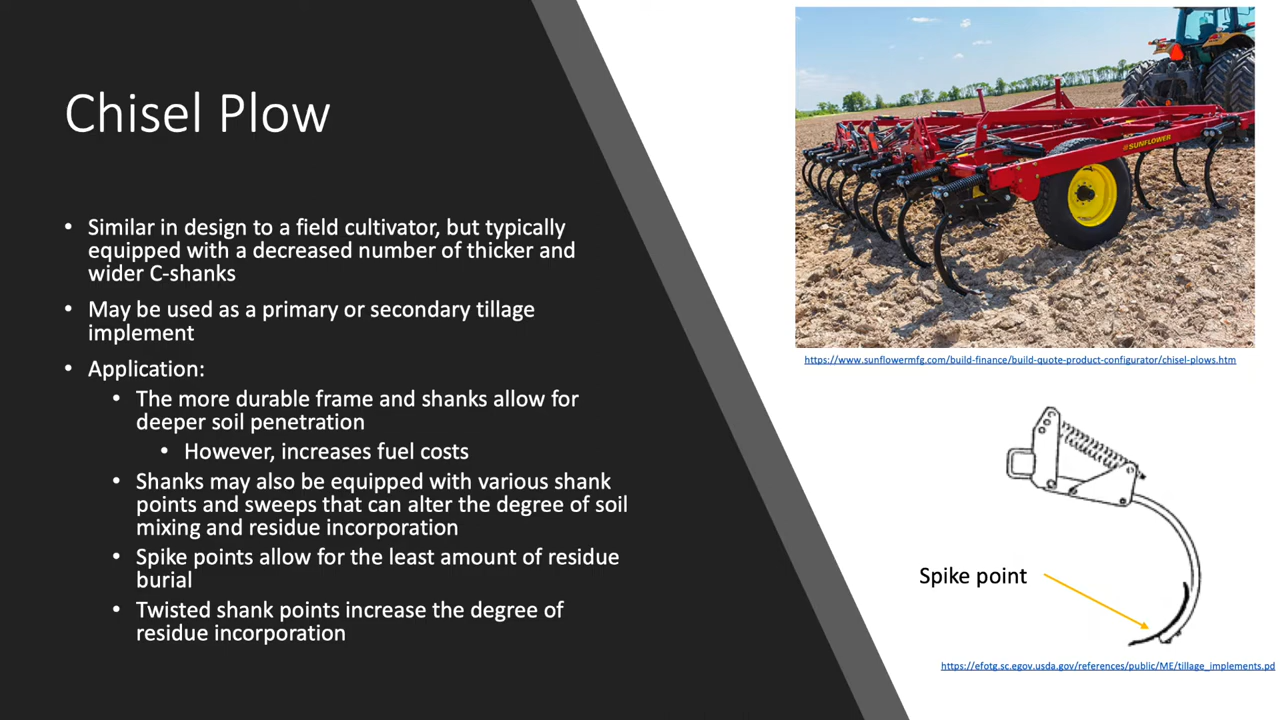 Chisel Plow
• Similar in design to a field cultivator, but typically
equipped with a decreased number of thicker and
wider C-shanks
• May be used as a primary or secondary tillage
implement
• Application:
• The more durable frame and shanks allow for
deeper soil penetration
• However, increases fuel costs
• Shanks may also be equipped with various shank
points and sweeps that can alter the degree of soil
mixing and residue incorporation
• Spike points allow for the least amount of residue
burial
• Twisted shank points increase the degree of
residue incorporation
SUNFLOWER
https://www.sunflowermfg.com/build-finance/build-quote-product-configurator/chisel-plows.htm
Spike point
https://efotg.sc.egov.usda.gov/references/public/ME/tillage_implements.pd